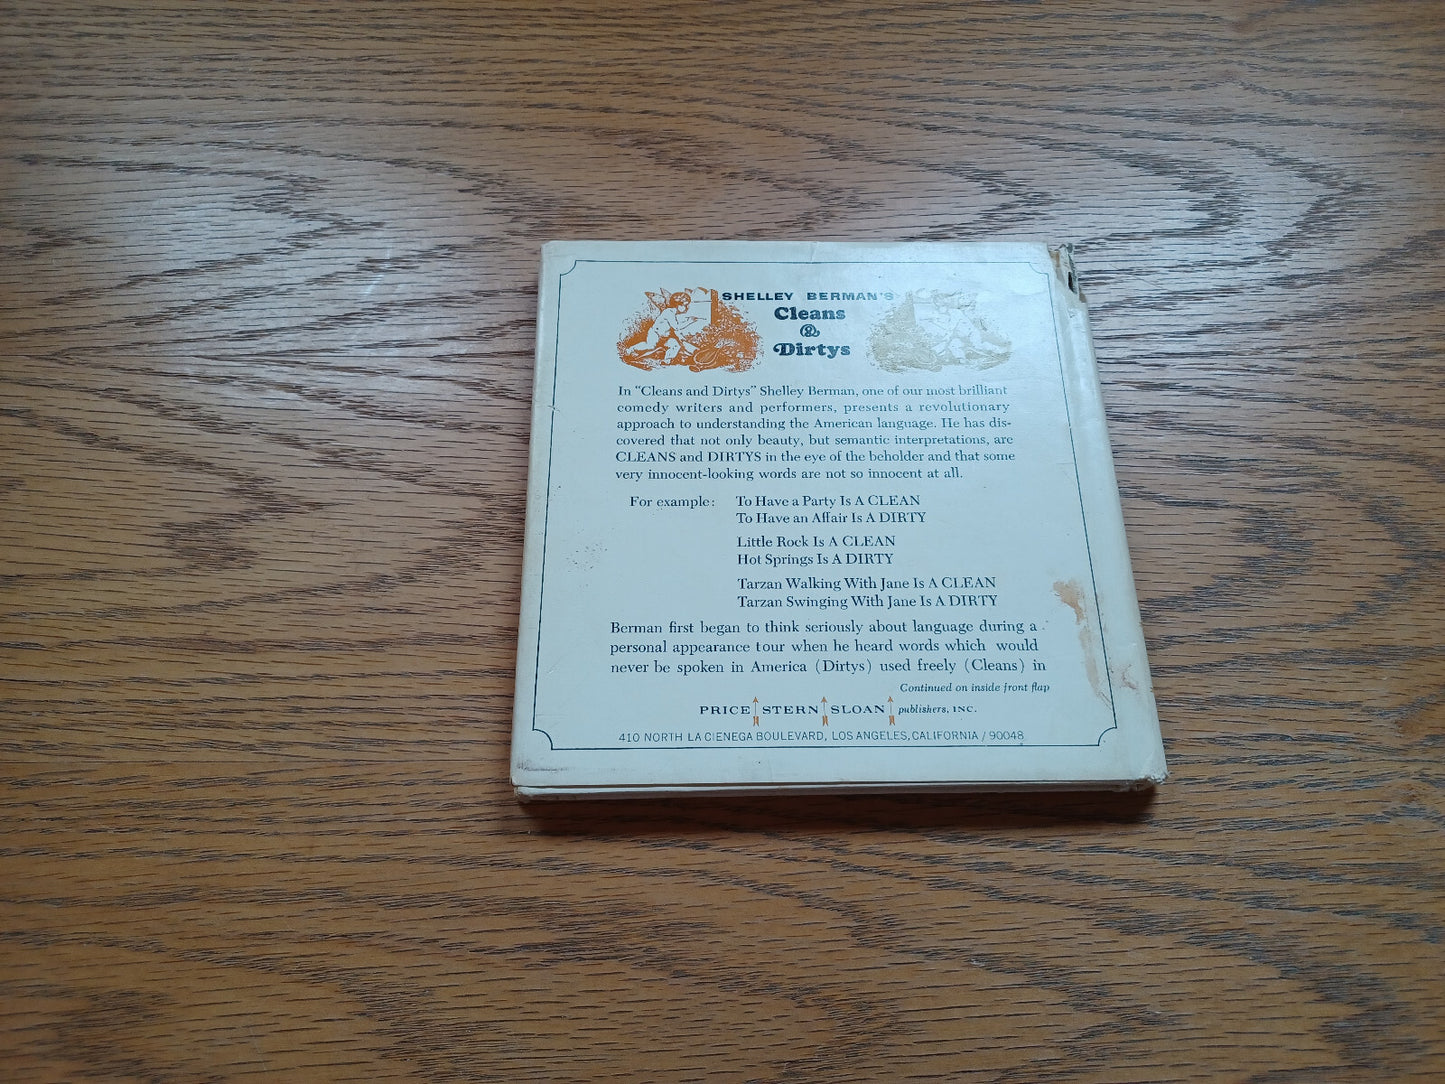 SHELLEY BERMAN'S
Cleans
&
Dirtys
In "Cleans and Dirtys" Shelley Berman, one of our most brilliant
comedy writers and performers, presents a revolutionary
approach to understanding the American language. He has dis-
covered that not only beauty, but semantic interpretations, are
CLEANS and DIRTYS in the eye of the beholder and that some
very innocent-looking words are not so innocent at all.
For example: To Have a Party Is A CLEAN
To Have an Affair Is A DIRTY
Little Rock Is A CLEAN
Hot Springs Is A DIRTY
Tarzan Walking With Jane Is A CLEAN
Tarzan Swinging With Jane Is A DIRTY
Berman first began to think seriously about language during a
personal appearance tour when he heard words which would
never be spoken in America (Dirtys) used freely (Cleans) in
Continued on inside front flap
PRICE STERN SLOAN publishers, INC.
410 NORTH LA CIENEGA BOULEVARD, LOS ANGELES, CALIFORNIA / 90048